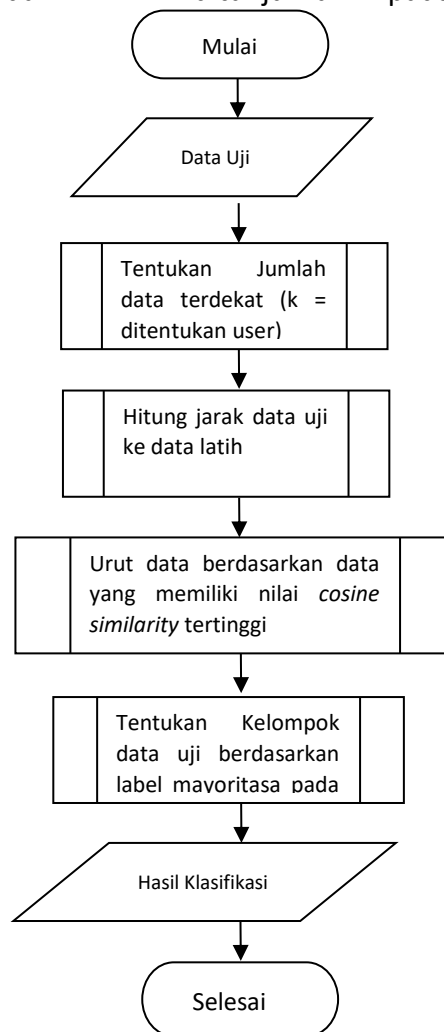 Mulai
Data Uji
Tentukan Jumlah
data terdekat (k =
ditentukan user)
Hitung jarak data uji
ke data latih
Urut data berdasarkan data
yang memiliki nilai cosine
similarity tertinggi
Tentukan Kelompok
data uji berdasarkan
label mayoritasa pada
Hasil Klasifikasi
Selesai